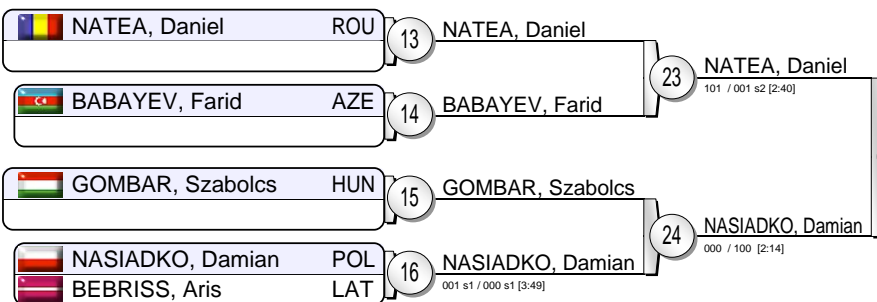 NATEA, Daniel ROU
13
NATEA, Daniel
BABAYEV, Farid AZE
14
BABAYEV, Farid
23
NATEA, Daniel
101 / 001 s2 [2:40]
GOMBAR, Szabolcs HUN
15
GOMBAR, Szabolcs
NASIADKO, Damian POL
BEBRISS, Aris LAT
16
NASIADKO, Damian
001 s1 / 000 s1 [3:49]
24
NASIADKO, Damian
000 / 100 [2:14]